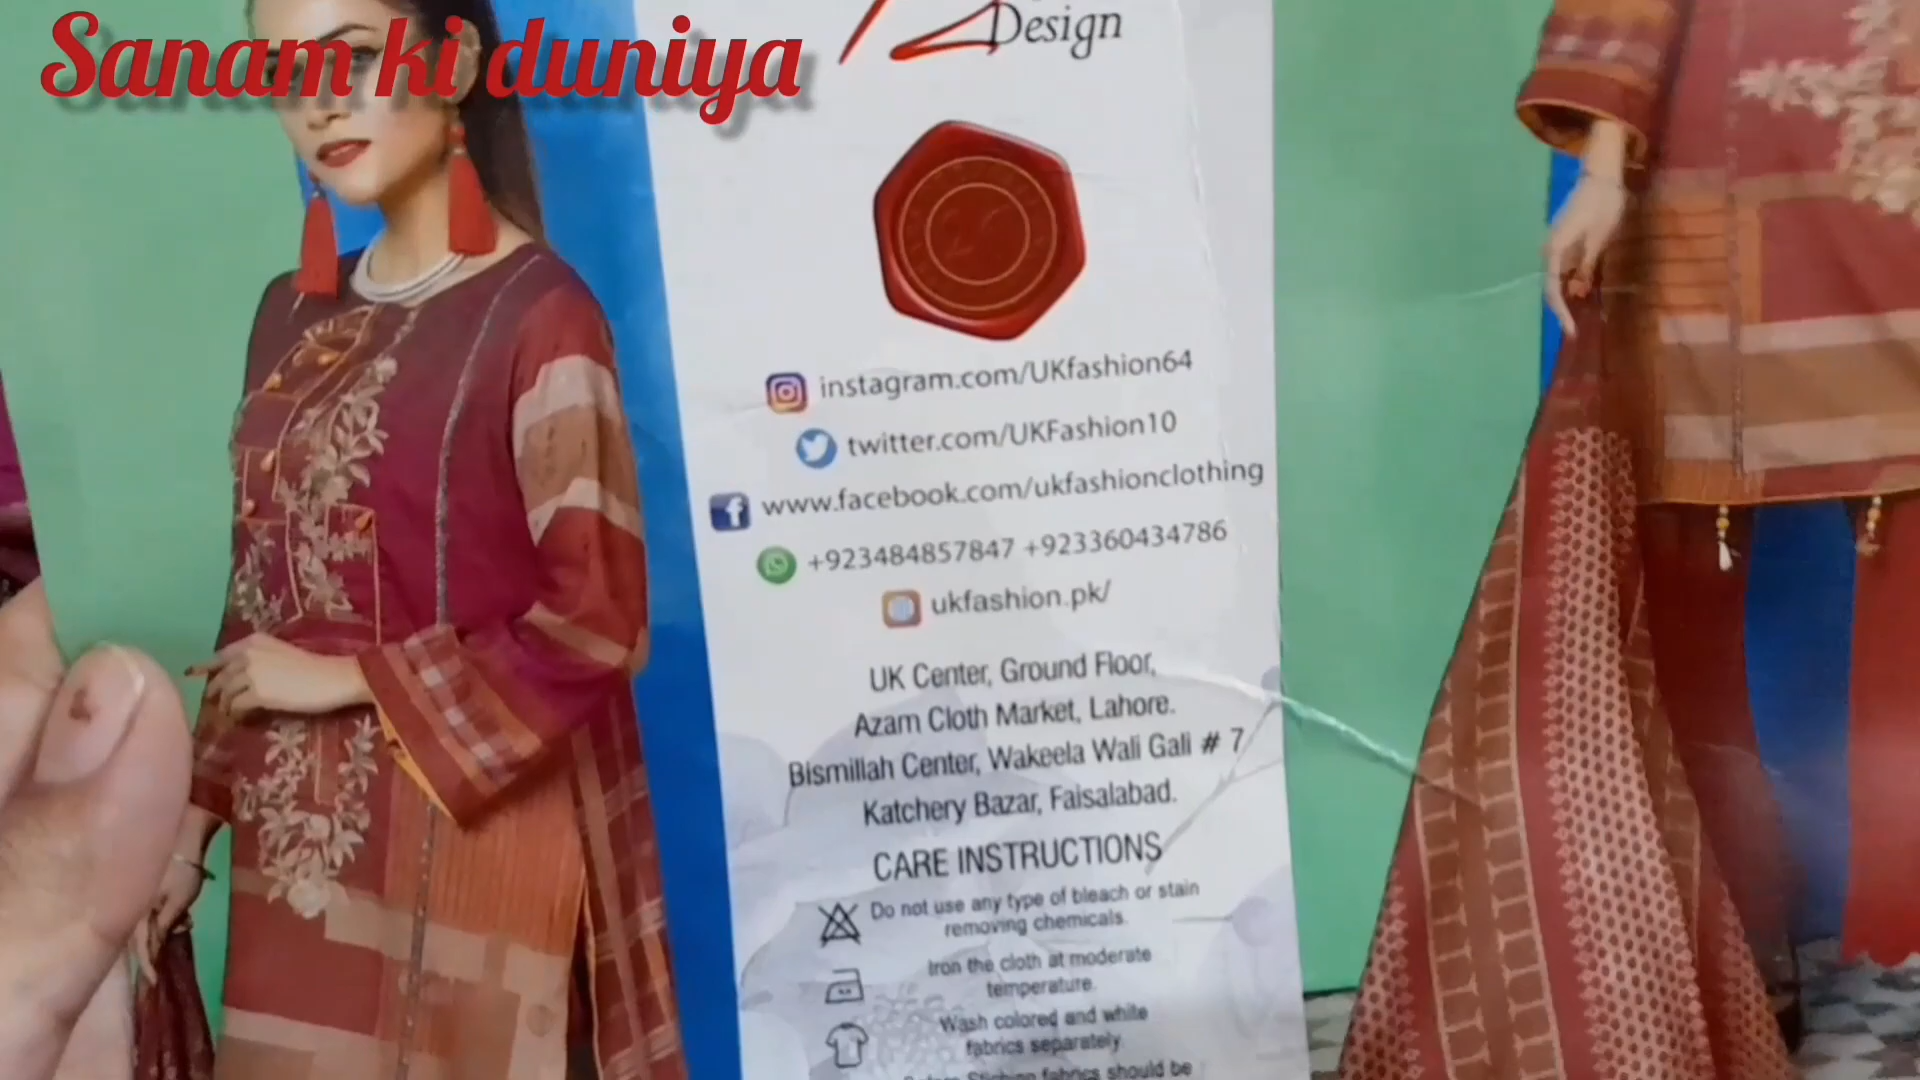 Sanam ki duniya
Design
instagram.com/UKfashion64
twitter.com/UKFashion10
www.facebook.com/ukfashionclothing
+923484857847 +923360434786
ukfashion.pk/
UK Center, Ground Floor,
Azam Cloth Market, Lahore.
Bismillah Center, Wakeela Wali Gali # 7
Katchery Bazar, Faisalabad.
CARE INSTRUCTIONS
Do not use any type of bleach or stain
removing chemicals.
Iron the cloth at moderate
temperature.
Wash colored and white
fabrics separately.
fabrics should be